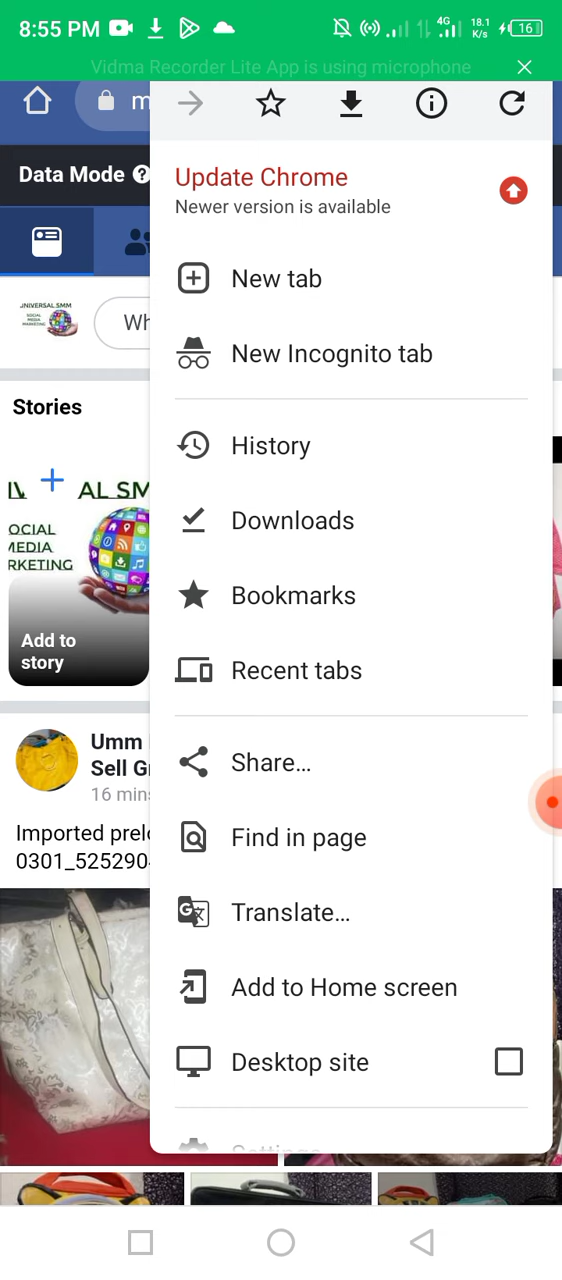 8:55 PM
4G
18.1
K/s
16
Vidma Recorder Lite App is using microphone
m
Data Mode
Update Chrome
Newer version is available
New tab
UNIVERSAL SMM
SOCIAL
MEDIA
MARKETING
Wh
New Incognito tab
Stories
History
AL SM
OCIAL
MEDIA
RKETING
Downloads
Bookmarks
Add to
story
Recent tabs
Umm
Sell G
16 mins
Share...
Imported prelo
0301_525290
Find in page
Translate...
Add to Home screen
Desktop site
Settings